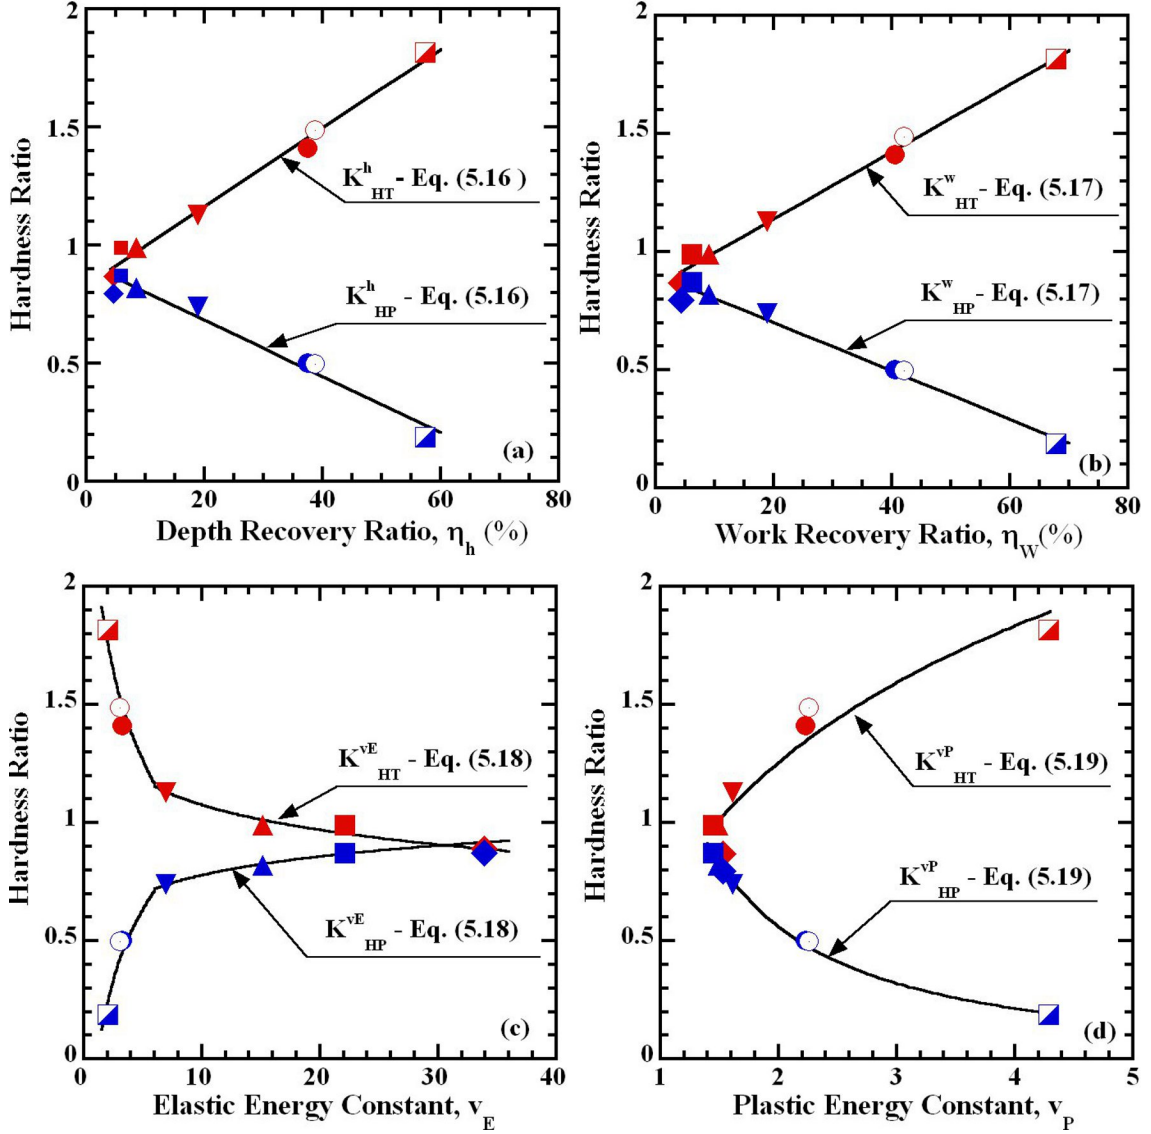 2
1.5
1
0.5
0
Hardness Ratio
K^h_HT - Eq. (5.16 )
K^h_HP - Eq. (5.16)
(a)
0 20 40 60 80
Depth Recovery Ratio, η_h (%)
2
1.5
1
0.5
0
Hardness Ratio
K^w_HT - Eq. (5.17)
K^w_HP - Eq. (5.17)
(b)
0 20 40 60 80
Work Recovery Ratio, η_W(%)
2
1.5
1
0.5
0
Hardness Ratio
K^vE_HT - Eq. (5.18)
K^vE_HP - Eq. (5.18)
(c)
0 10 20 30 40
Elastic Energy Constant, v_E
2
1.5
1
0.5
0
Hardness Ratio
K^vP_HT - Eq. (5.19)
K^vP_HP - Eq. (5.19)
(d)
1 2 3 4 5
Plastic Energy Constant, v_P